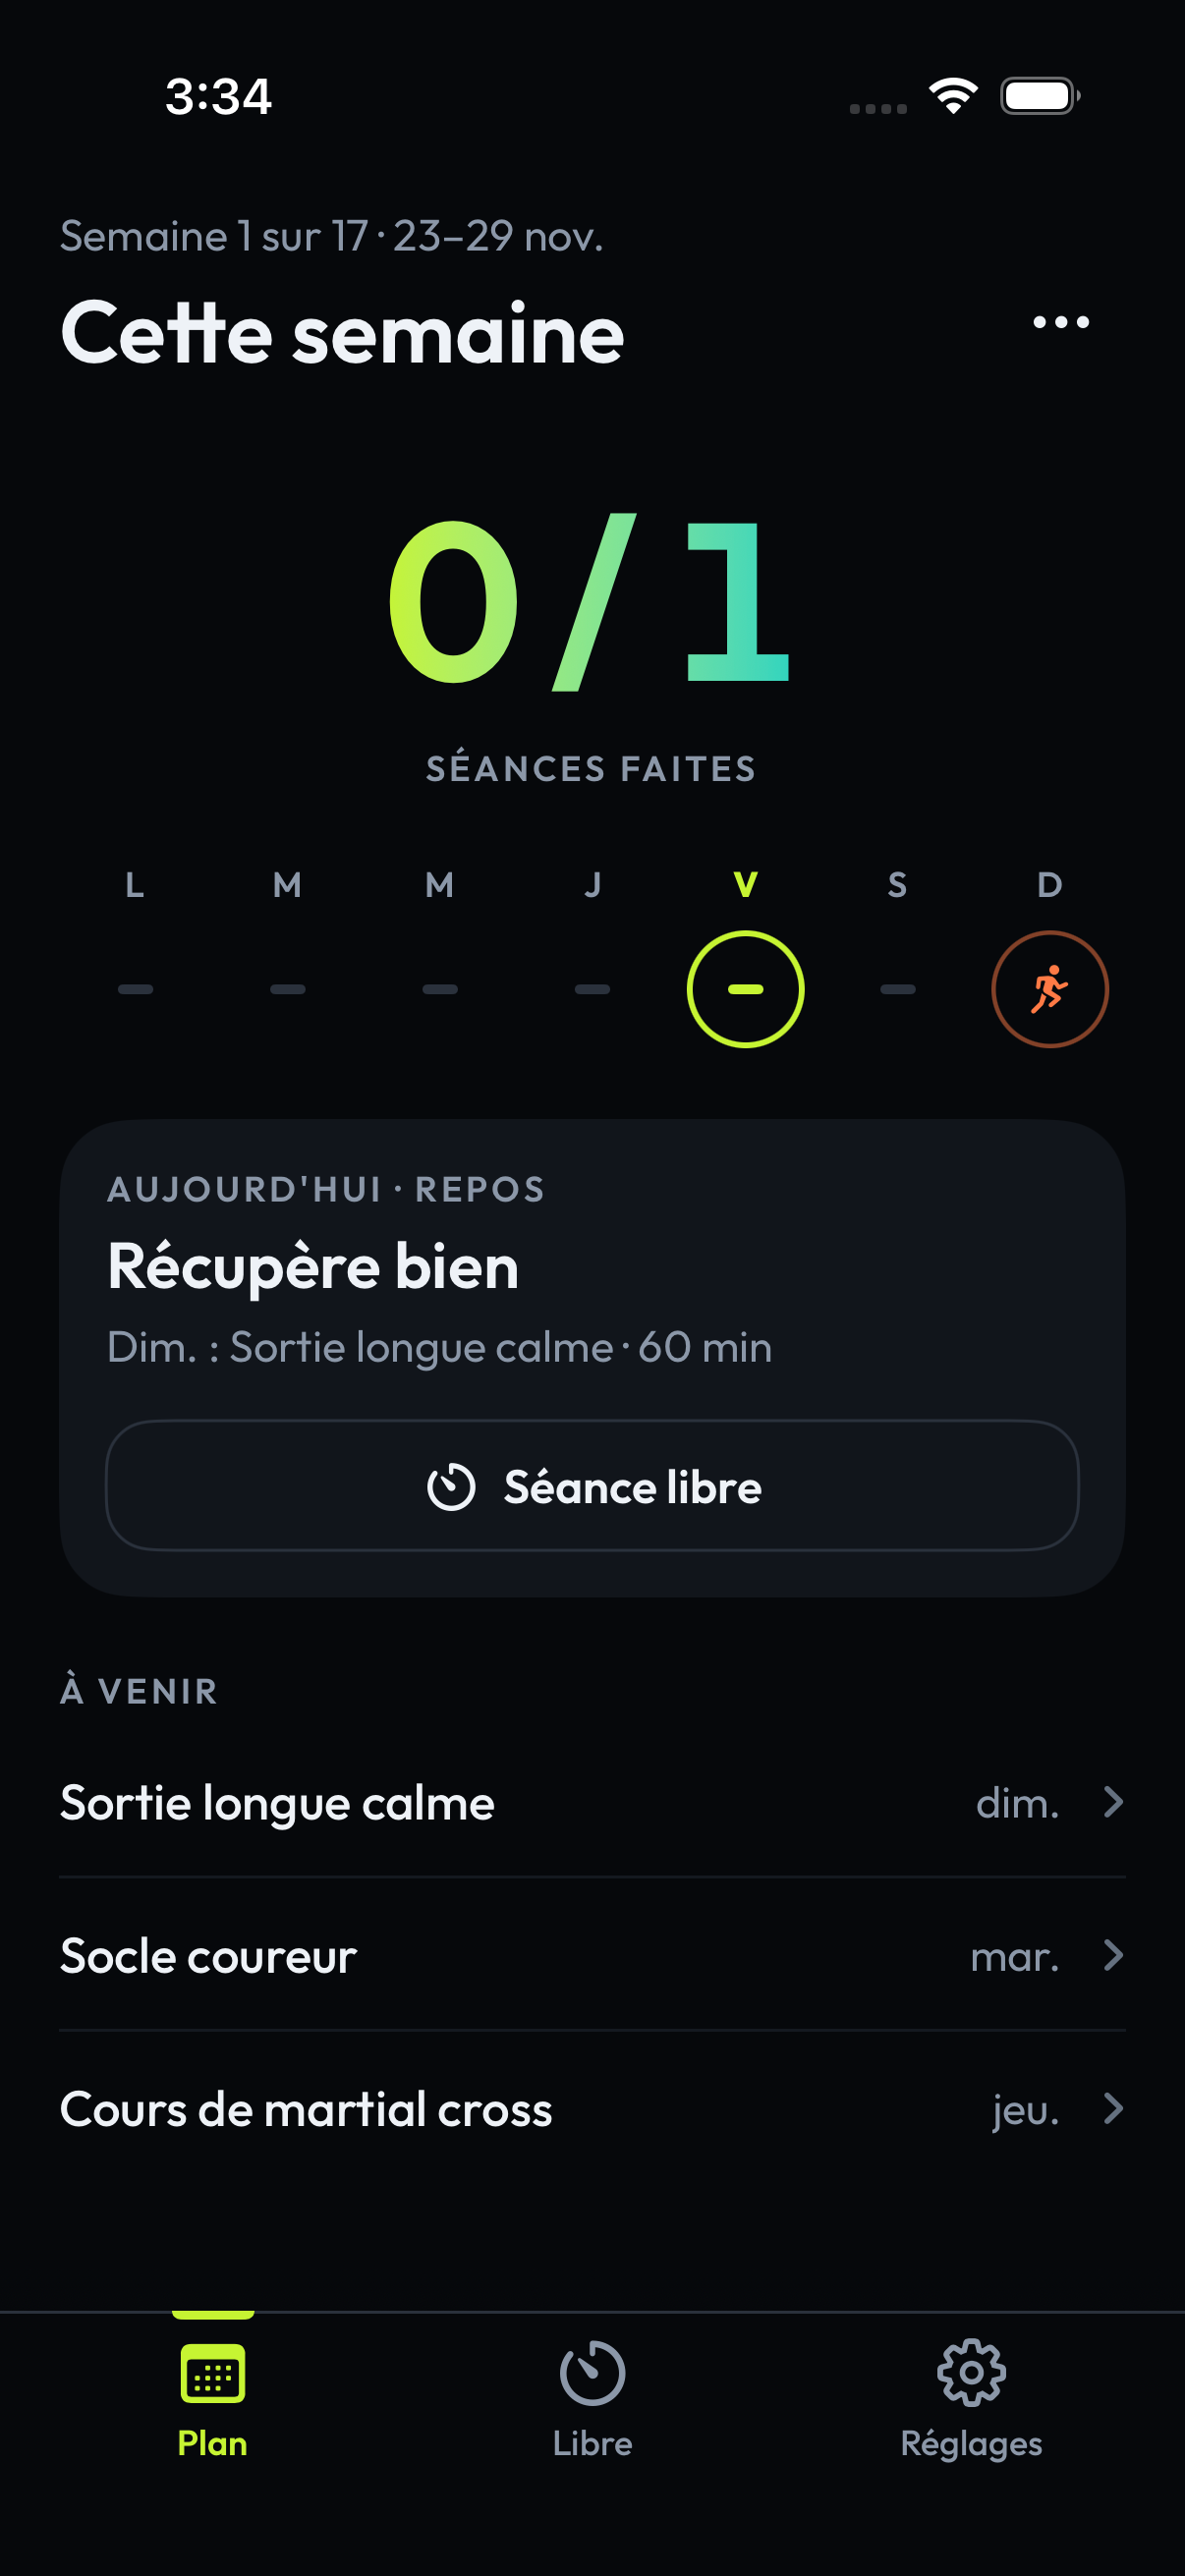 3:34
Semaine 1 sur 17 · 23–29 nov.
Cette semaine
0/1
SÉANCES FAITES
L M M J V S D
AUJOURD'HUI · REPOS
Récupère bien
Dim. : Sortie longue calme · 60 min
Séance libre
À VENIR
Sortie longue calme dim.
Socle coureur mar.
Cours de martial cross jeu.
Plan Libre Réglages